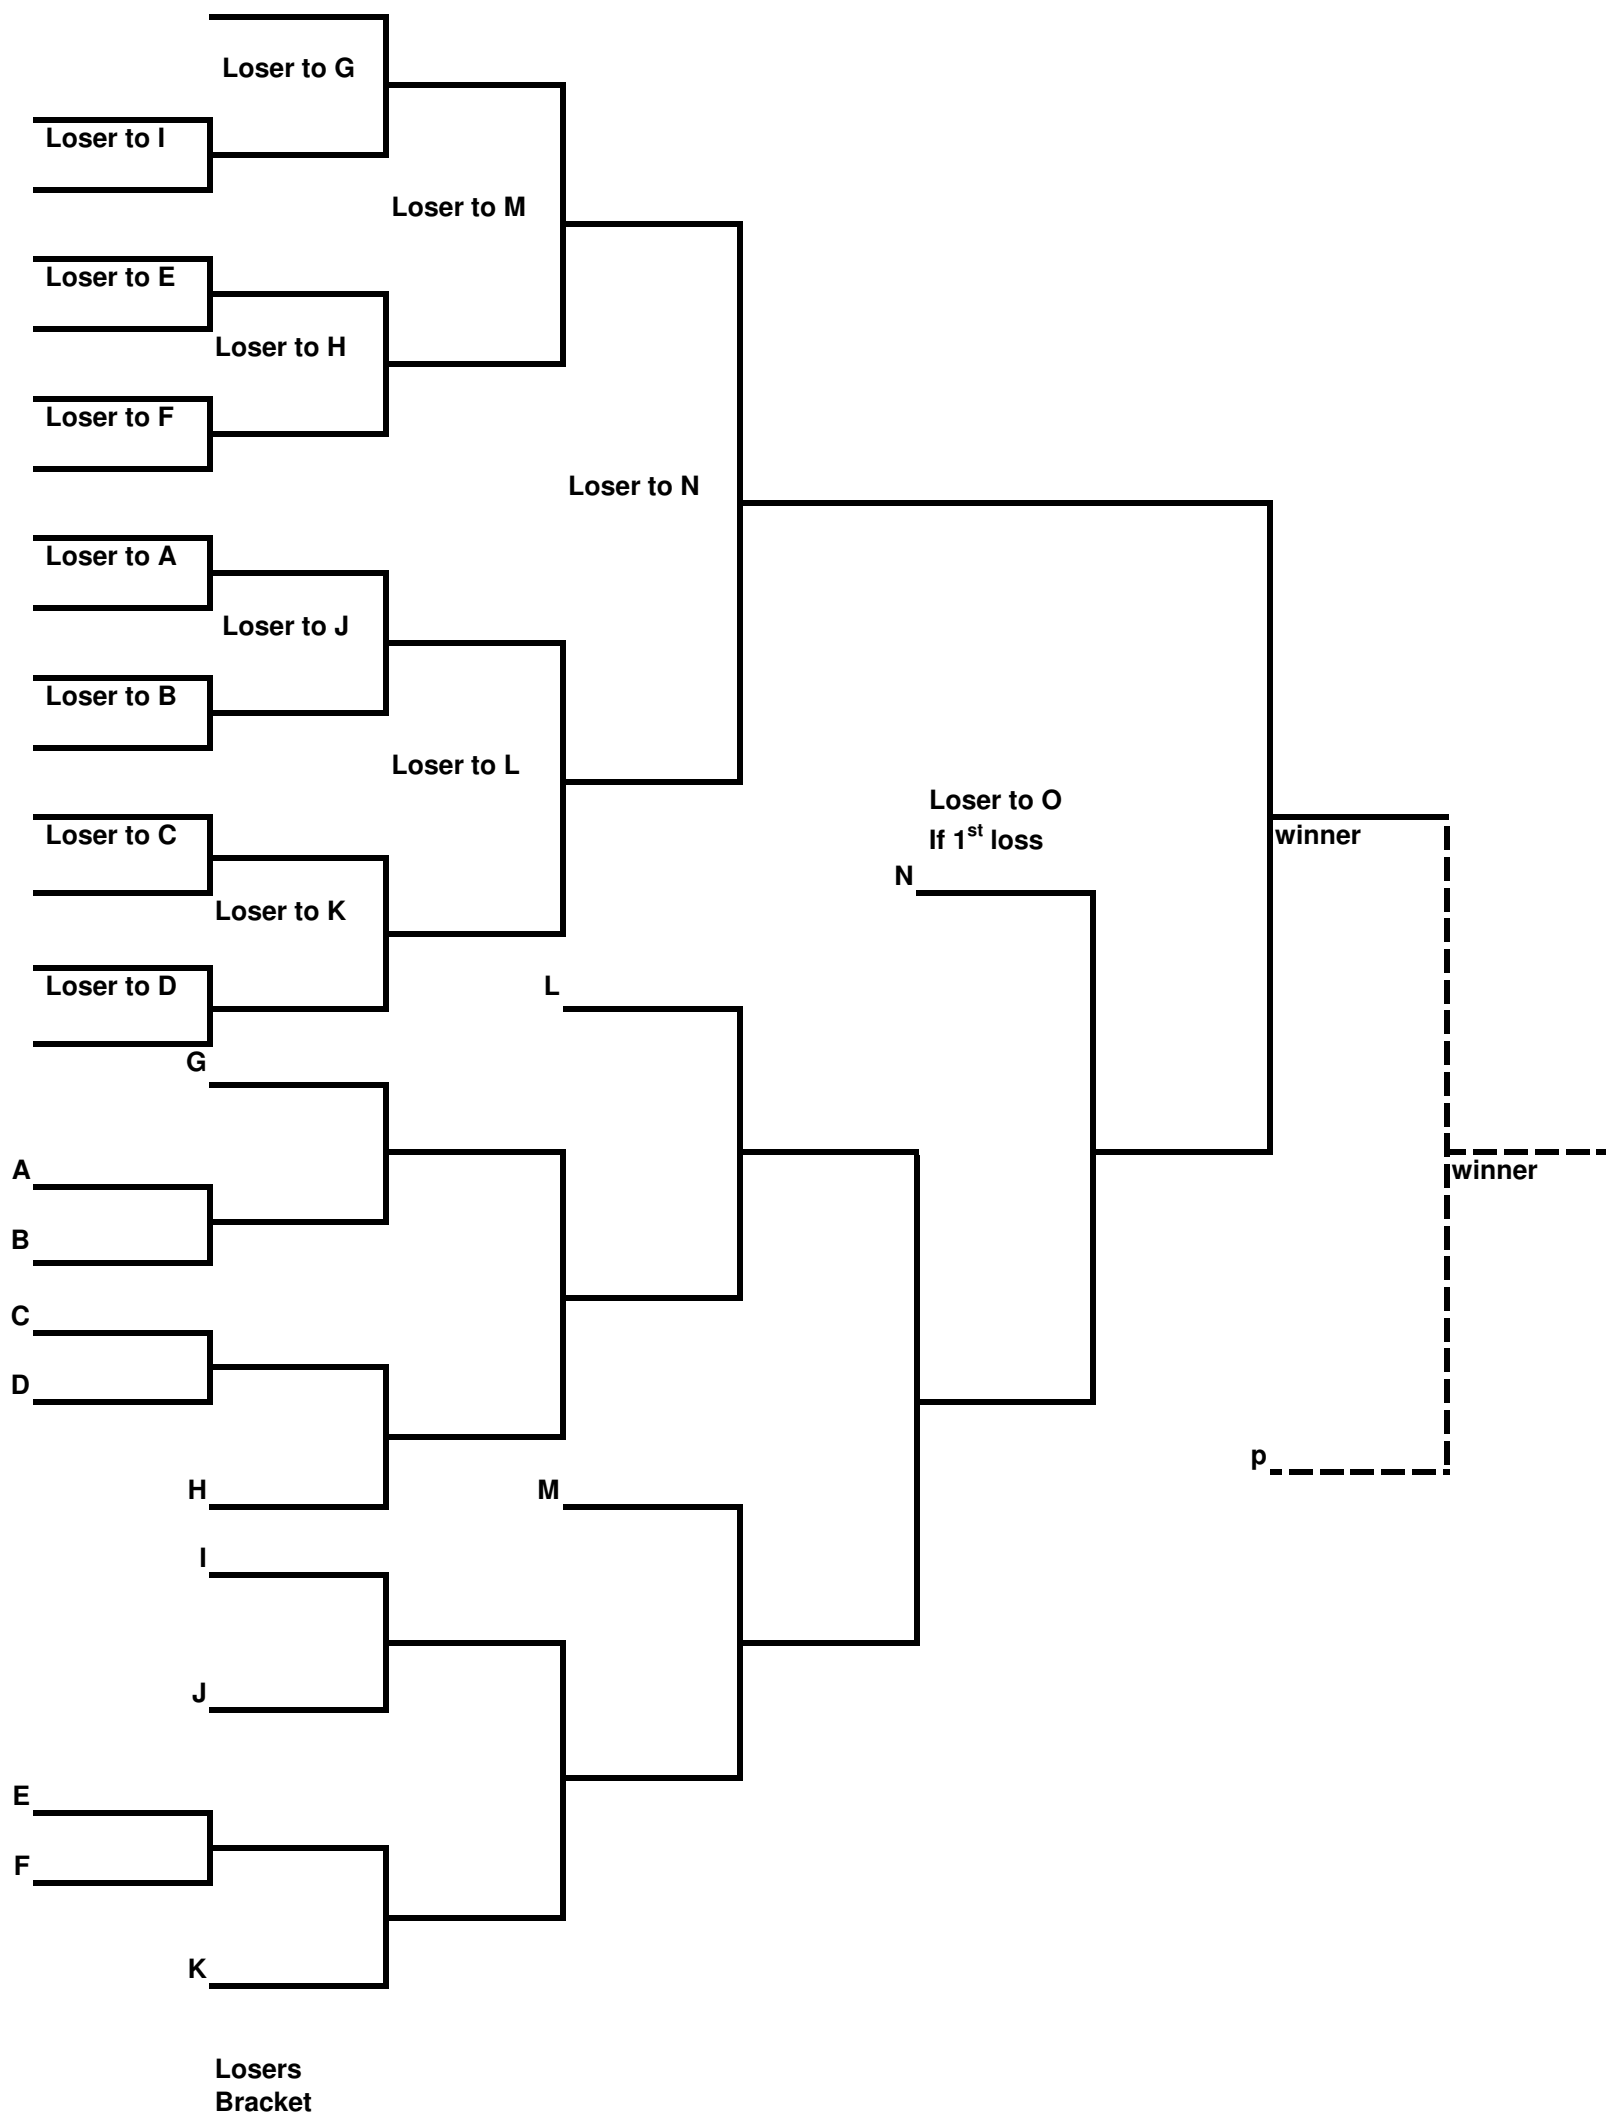 Loser to G
Loser to I
Loser to M
Loser to E
Loser to H
Loser to F
Loser to N
Loser to A
Loser to J
Loser to B
Loser to L
Loser to O
If 1st loss
Loser to C
winner
N
Loser to K
Loser to D
L
G
A
winner
B
C
D
p
H
M
I
J
E
F
K
Losers
Bracket